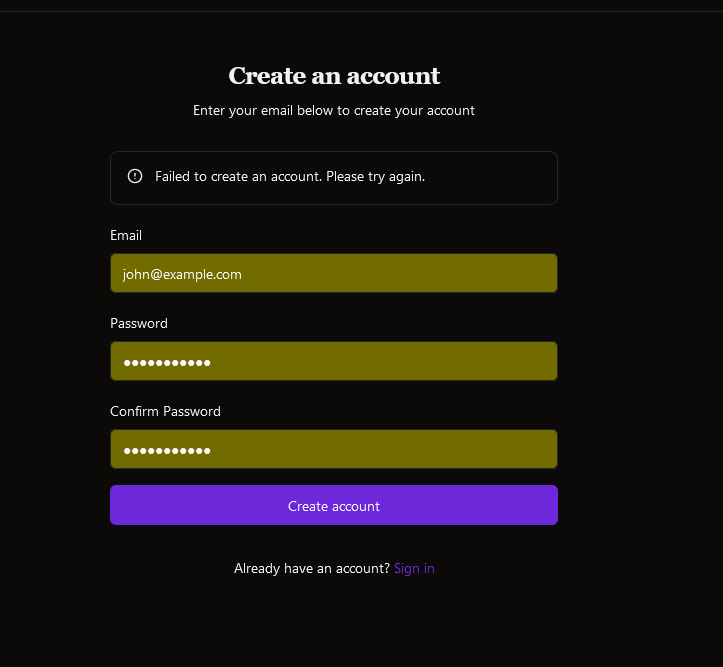 Create an account
Enter your email below to create your account
Failed to create an account. Please try again.
Email
john@example.com
Password
●●●●●●●●●●●
Confirm Password
●●●●●●●●●●●
Create account
Already have an account? Sign in